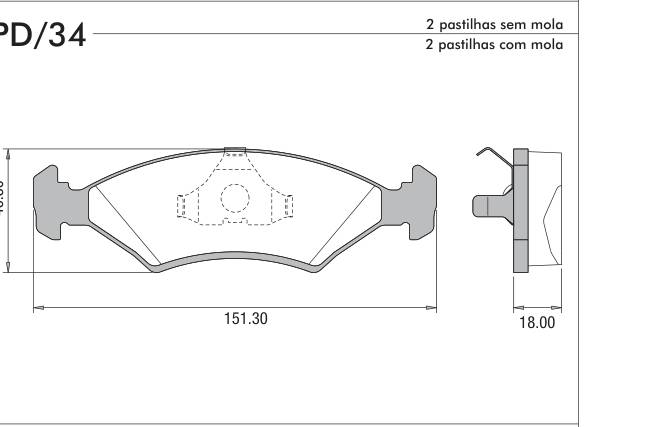 PD/34
2 pastilhas sem mola
2 pastilhas com mola
151.30
18.00